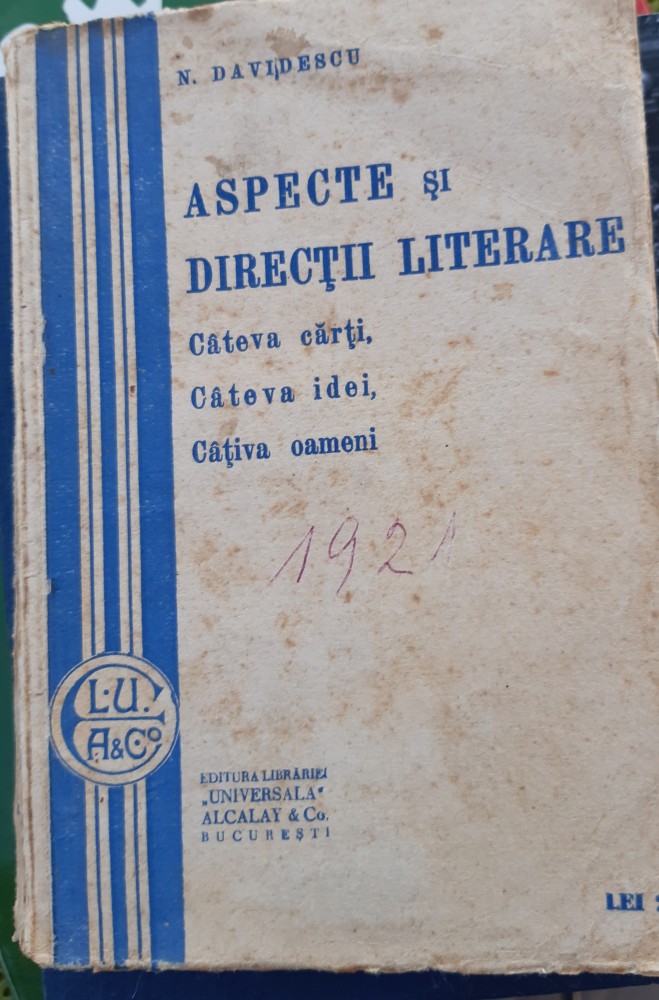 N. DAVIDESCU
ASPECTE ŞI
DIRECŢII LITERARE
Câteva cărţi,
Câteva idei,
Câţiva oameni
1921
L.U.
A&Co
EDITURA LIBRĂRIEI
„UNIVERSALA“
ALCALAY & Co.
BUCUREŞTI
LEI